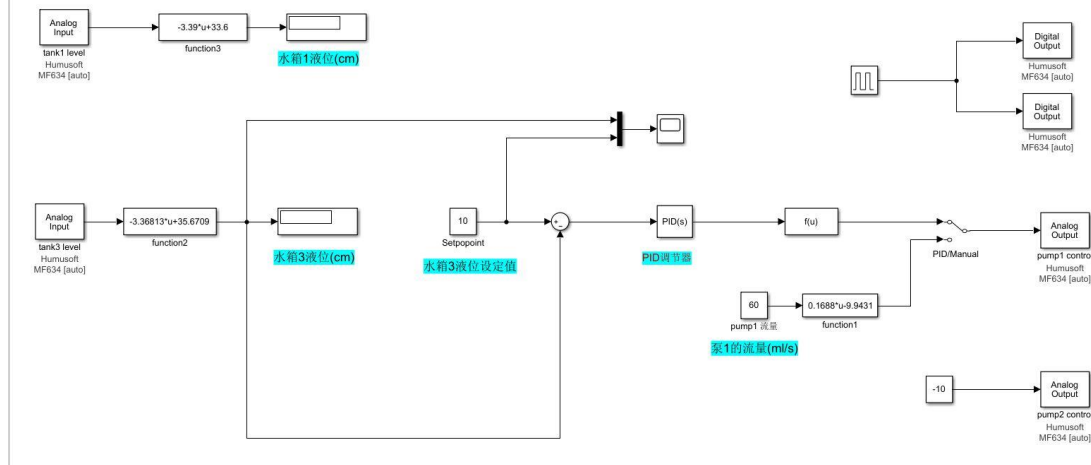 Analog
Input
tank1 level
Humusoft
MF634 [auto]
-3.39*u+33.6
function3
水箱1液位(cm)
Digital
Output
Humusoft
MF634 [auto]
Digital
Output
Humusoft
MF634 [auto]
Analog
Input
tank3 level
Humusoft
MF634 [auto]
-3.36813*u+35.6709
function2
水箱3液位(cm)
10
Setpopoint
水箱3液位设定值
+
-
PID(s)
PID调节器
f(u)
PID/Manual
Analog
Output
pump1 contro
Humusoft
MF634 [auto]
60
pump1 流量
泵1的流量(ml/s)
0.1688*u-9.9431
function1
-10
Analog
Output
pump2 contro
Humusoft
MF634 [auto]